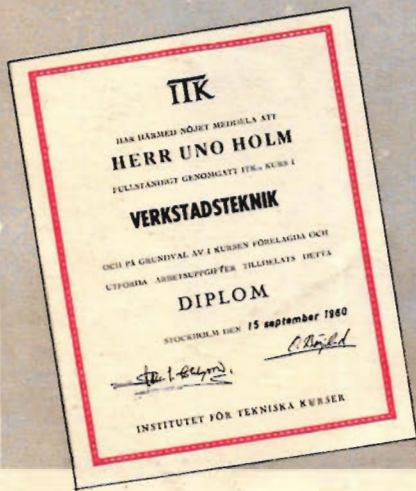 ITK
HAR HÄRMED NÖJET MEDDELA ATT
HERR UNO HOLM
FULLSTÄNDIGT GENOMGÅTT ITK:s KURS I
VERKSTADSTEKNIK
OCH PÅ GRUNDVAL AV I KURSEN FÖRELAGDA OCH
UTFÖRDA ARBETSUPPGIFTER TILLDELATS DETTA
DIPLOM
STOCKHOLM DEN 15 september 1960
INSTITUTET FÖR TEKNISKA KURSER